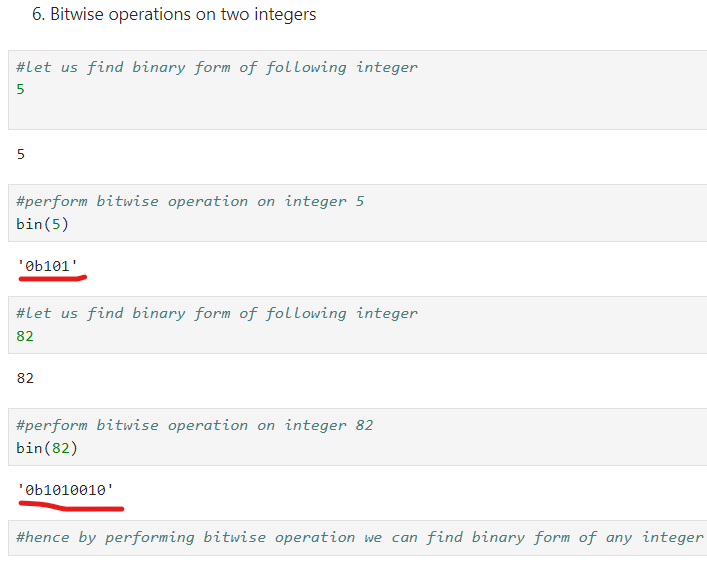 6. Bitwise operations on two integers
#let us find binary form of following integer
5
5
#perform bitwise operation on integer 5
bin(5)
'0b101'
#let us find binary form of following integer
82
82
#perform bitwise operation on integer 82
bin(82)
'0b1010010'
#hence by performing bitwise operation we can find binary form of any integer